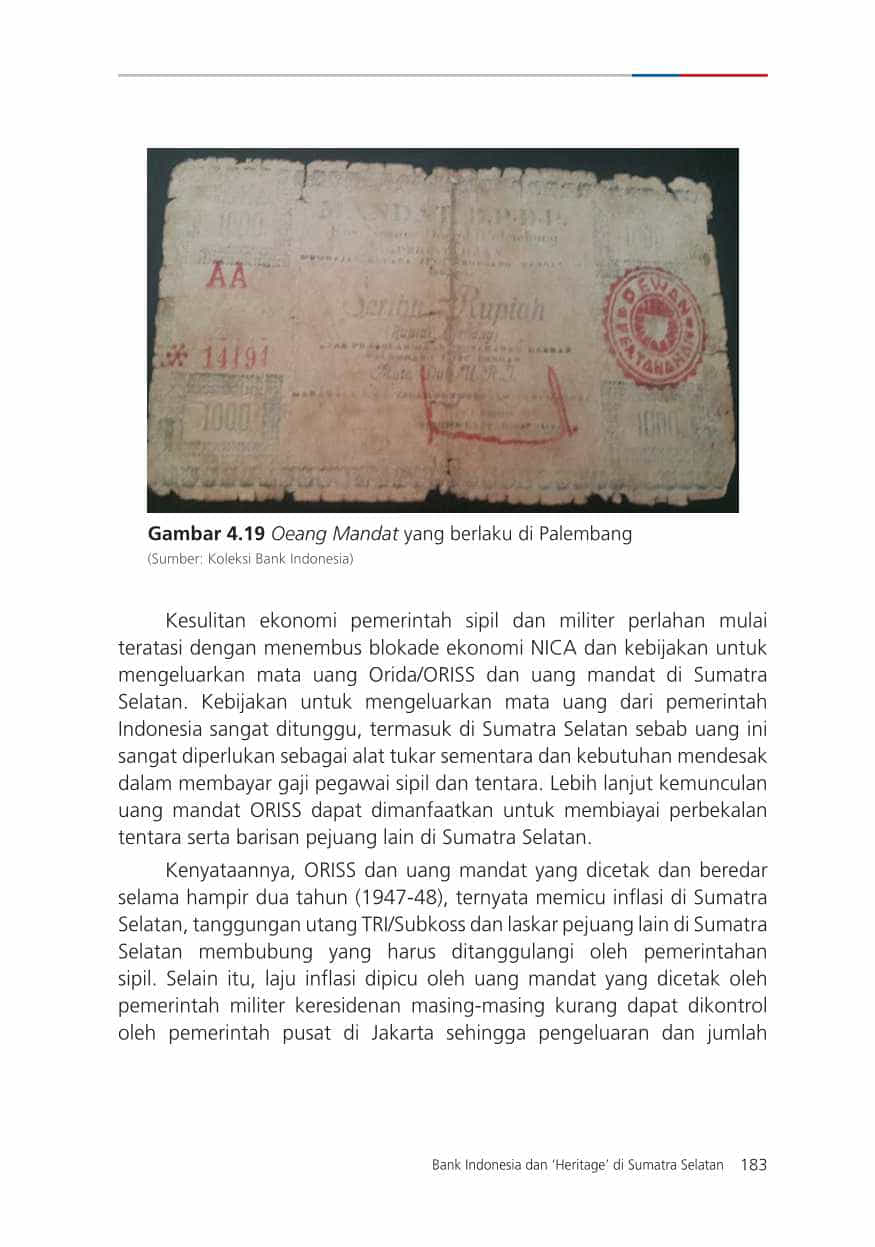 1000
AA
DEWAN
PERTAHANAN
Seribu Rupiah
14191
1000
1000
Gambar 4.19 Oeang Mandat yang berlaku di Palembang
(Sumber: Koleksi Bank Indonesia)
Kesulitan ekonomi pemerintah sipil dan militer perlahan mulai
teratasi dengan menembus blokade ekonomi NICA dan kebijakan untuk
mengeluarkan mata uang Orida/ORISS dan uang mandat di Sumatra
Selatan. Kebijakan untuk mengeluarkan mata uang dari pemerintah
Indonesia sangat ditunggu, termasuk di Sumatra Selatan sebab uang ini
sangat diperlukan sebagai alat tukar sementara dan kebutuhan mendesak
dalam membayar gaji pegawai sipil dan tentara. Lebih lanjut kemunculan
uang mandat ORISS dapat dimanfaatkan untuk membiayai perbekalan
tentara serta barisan pejuang lain di Sumatra Selatan.
Kenyataannya, ORISS dan uang mandat yang dicetak dan beredar
selama hampir dua tahun (1947-48), ternyata memicu inflasi di Sumatra
Selatan, tanggungan utang TRI/Subkoss dan laskar pejuang lain di Sumatra
Selatan membubung yang harus ditanggulangi oleh pemerintahan
sipil. Selain itu, laju inflasi dipicu oleh uang mandat yang dicetak oleh
pemerintah militer keresidenan masing-masing kurang dapat dikontrol
oleh pemerintah pusat di Jakarta sehingga pengeluaran dan jumlah
Bank Indonesia dan ‘Heritage’ di Sumatra Selatan 183